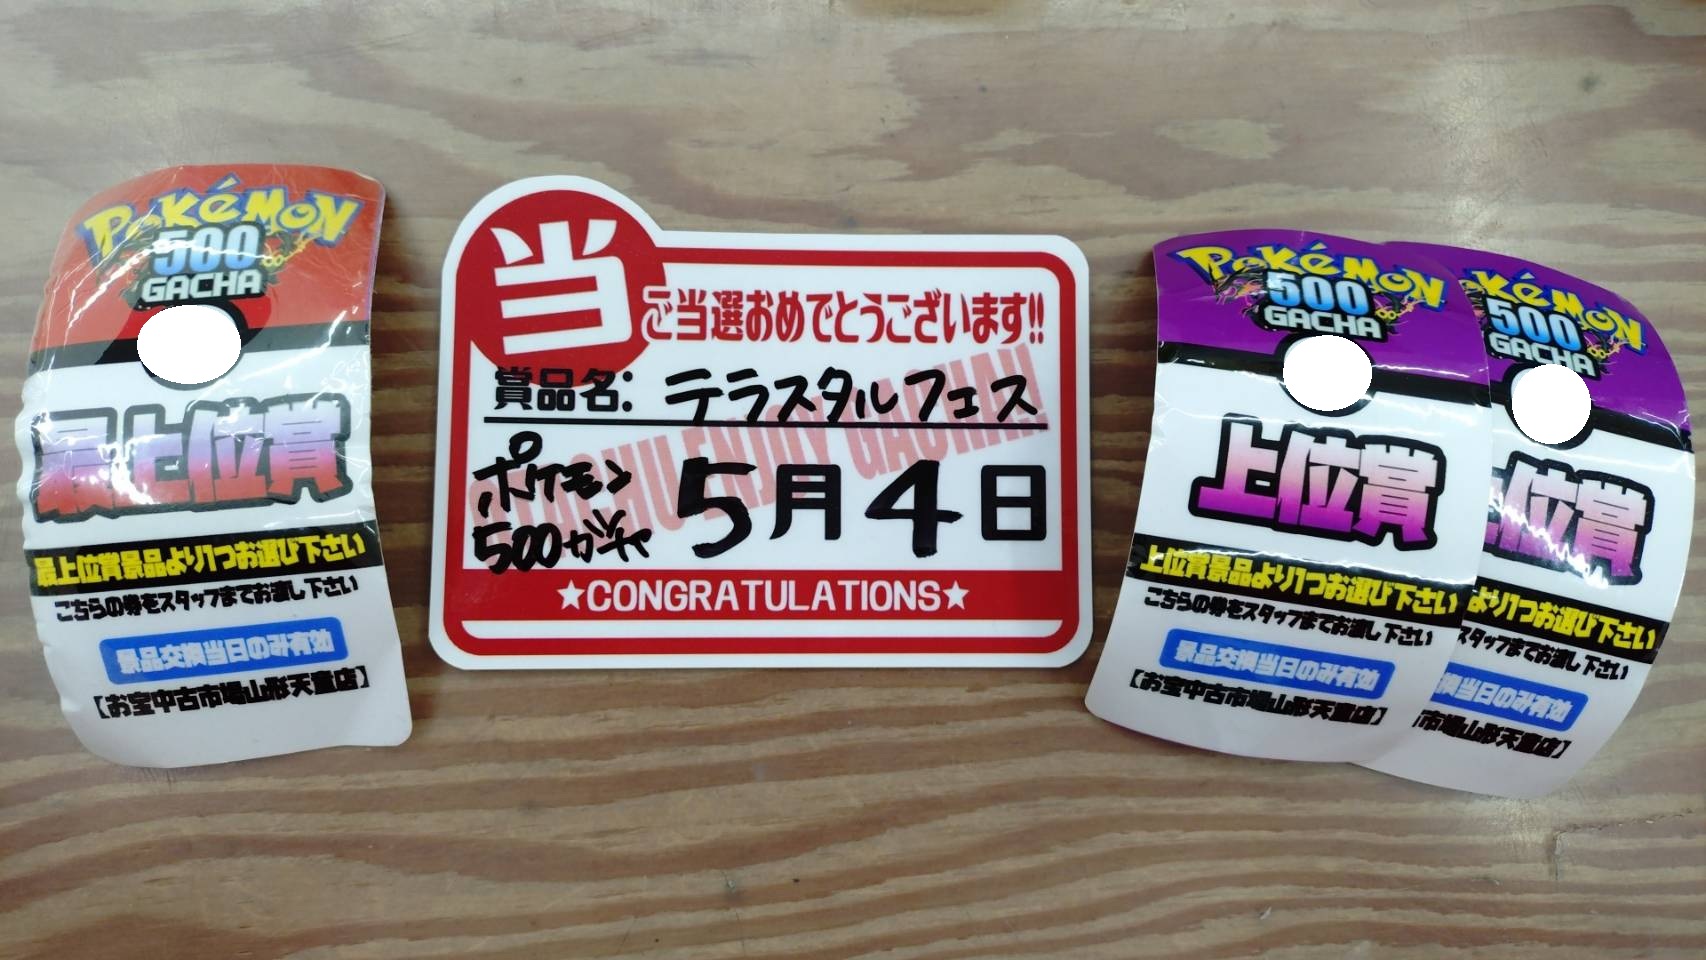 Pokémon
500
GACHA
最上位賞
最上位賞景品より1つお選び下さい
こちらの券をスタッフまでお渡し下さい
景品交換当日のみ有効
【お宝中古市場山形天童店】
当
ご当選おめでとうございます!!
賞品名: テラスタルフェス
ENJOY GACHA!!
ポケモン
500ガチャ
5月4日
★CONGRATULATIONS★
Pokémon
500
GACHA
上位賞
上位賞景品より1つお選び下さい
こちらの券をスタッフまでお渡し下さい
景品交換当日のみ有効
【お宝中古市場山形天童店】
kémon
500
GACHA
位賞
より1つお選び下さい
スタッフまでお渡し下さい
換当日のみ有効
市場山形天童店】